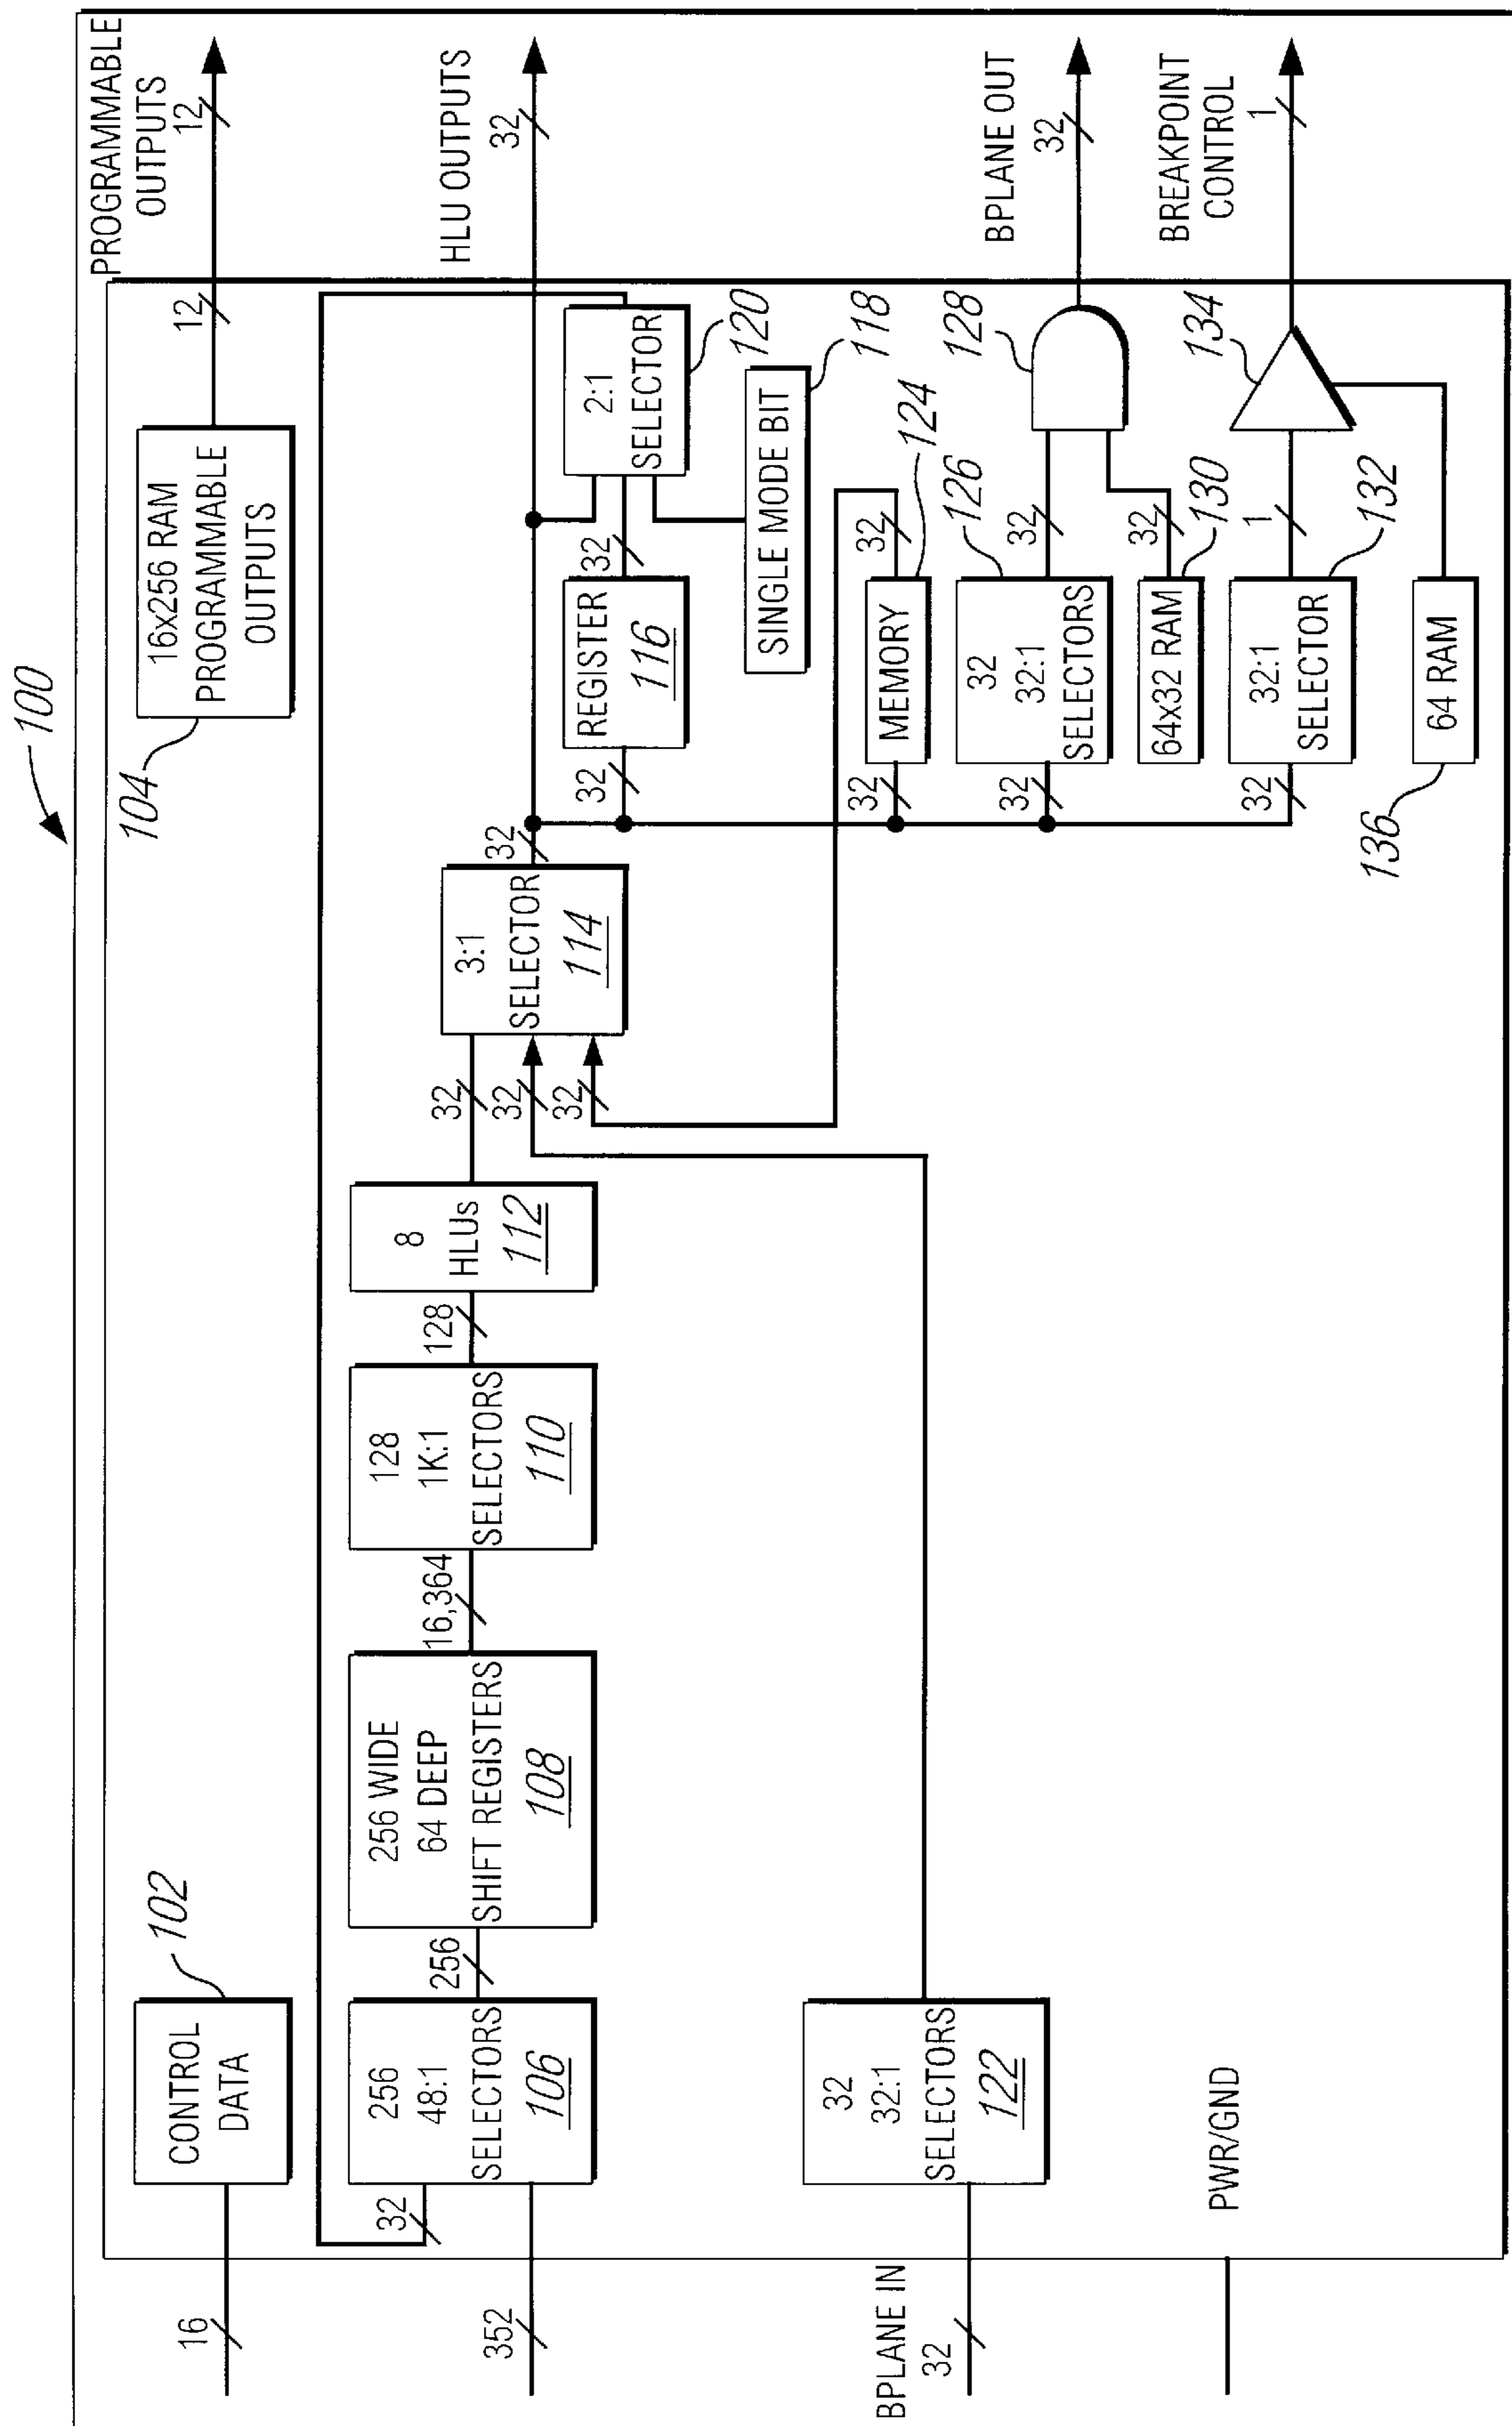 100
PROGRAMMABLE
OUTPUTS
12
12
16x256 RAM
PROGRAMMABLE
OUTPUTS
104
CONTROL
DATA
102
16
HLU OUTPUTS
32
256
48:1
SELECTORS
106
32
352
256
256 WIDE
64 DEEP
SHIFT REGISTERS
108
16,364
128
1K:1
SELECTORS
110
128
8
HLUs
112
32
32
32
3:1
SELECTOR
114
32
32
REGISTER
116
32
2:1
SELECTOR
120
SINGLE MODE BIT
118
BPLANE IN
32
32
32:1
SELECTORS
122
32
MEMORY
124
32
32
32
32:1
SELECTORS
126
32
128
BPLANE OUT
32
64x32 RAM
130
32
32
32:1
SELECTOR
132
1
134
BREAKPOINT
CONTROL
1
64 RAM
136
PWR/GND